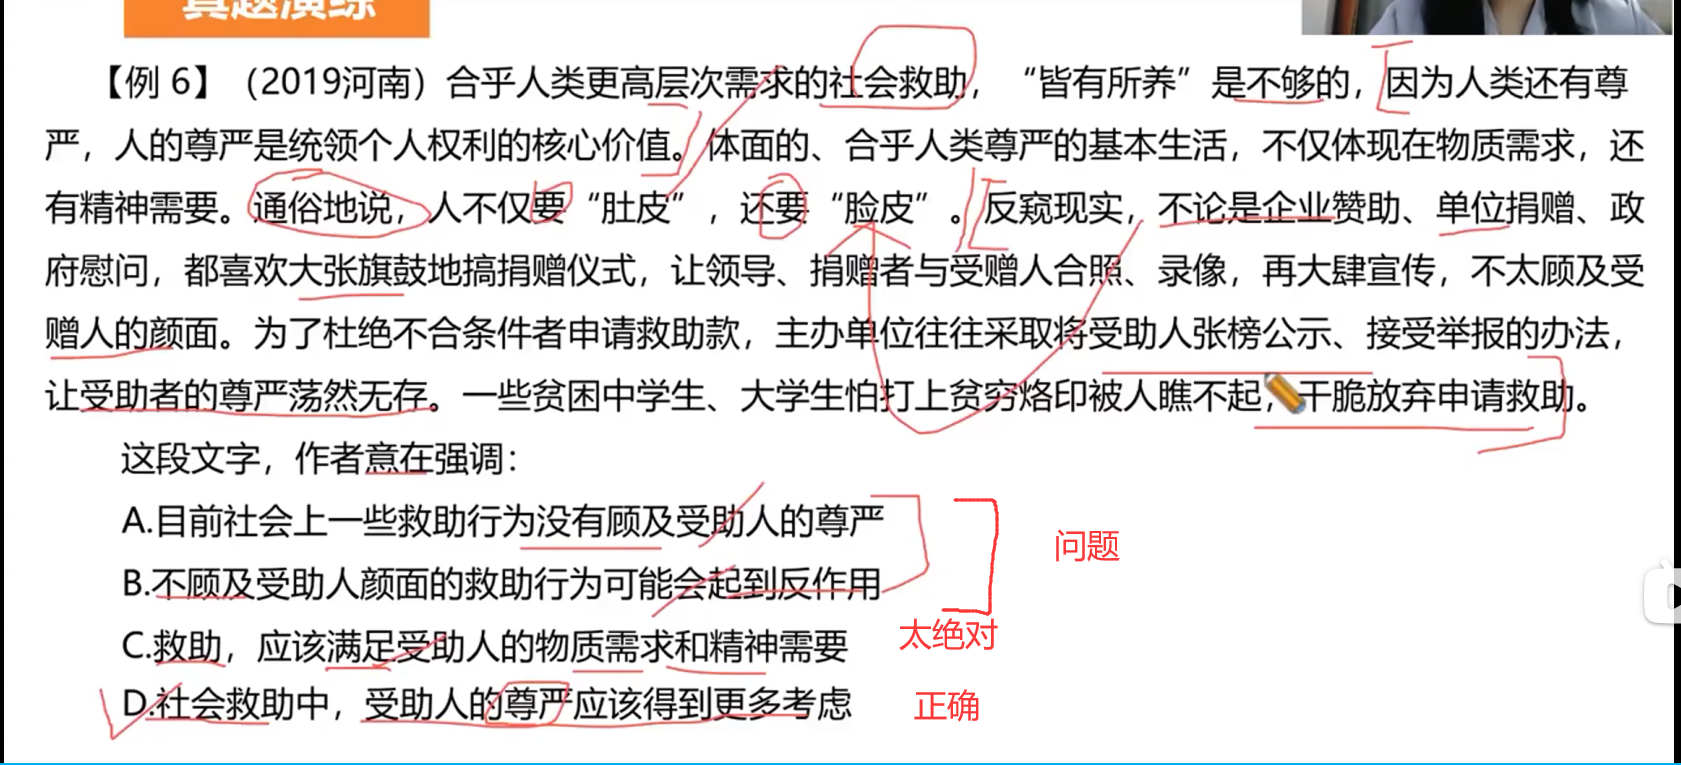 真题演练
【例 6】（2019河南）合乎人类更高层次需求的社会救助，“皆有所养”是不够的，因为人类还有尊
严，人的尊严是统领个人权利的核心价值。体面的、合乎人类尊严的基本生活，不仅体现在物质需求，还
有精神需要。通俗地说，人不仅要“肚皮”，还要“脸皮”。反窥现实，不论是企业赞助、单位捐赠、政
府慰问，都喜欢大张旗鼓地搞捐赠仪式，让领导、捐赠者与受赠人合照、录像，再大肆宣传，不太顾及受
赠人的颜面。为了杜绝不合条件者申请救助款，主办单位往往采取将受助人张榜公示、接受举报的办法，
让受助者的尊严荡然无存。一些贫困中学生、大学生怕打上贫穷烙印被人瞧不起，干脆放弃申请救助。
这段文字，作者意在强调：
A.目前社会上一些救助行为没有顾及受助人的尊严
问题
B.不顾及受助人颜面的救助行为可能会起到反作用
C.救助，应该满足受助人的物质需求和精神需要
太绝对
D.社会救助中，受助人的尊严应该得到更多考虑
正确